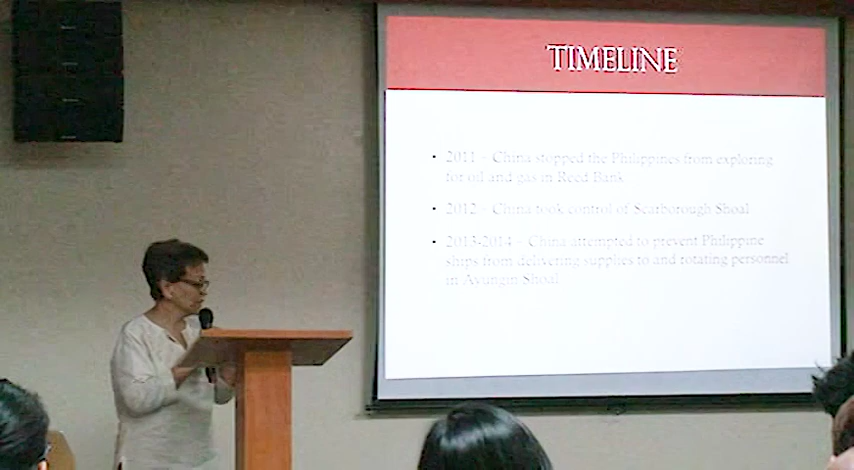 TIMELINE
• 2011 – China stopped the Philippines from exploring
for oil and gas in Reed Bank
• 2012 – China took control of Scarborough Shoal
• 2013-2014 – China attempted to prevent Philippine
ships from delivering supplies to and rotating personnel
in Ayungin Shoal